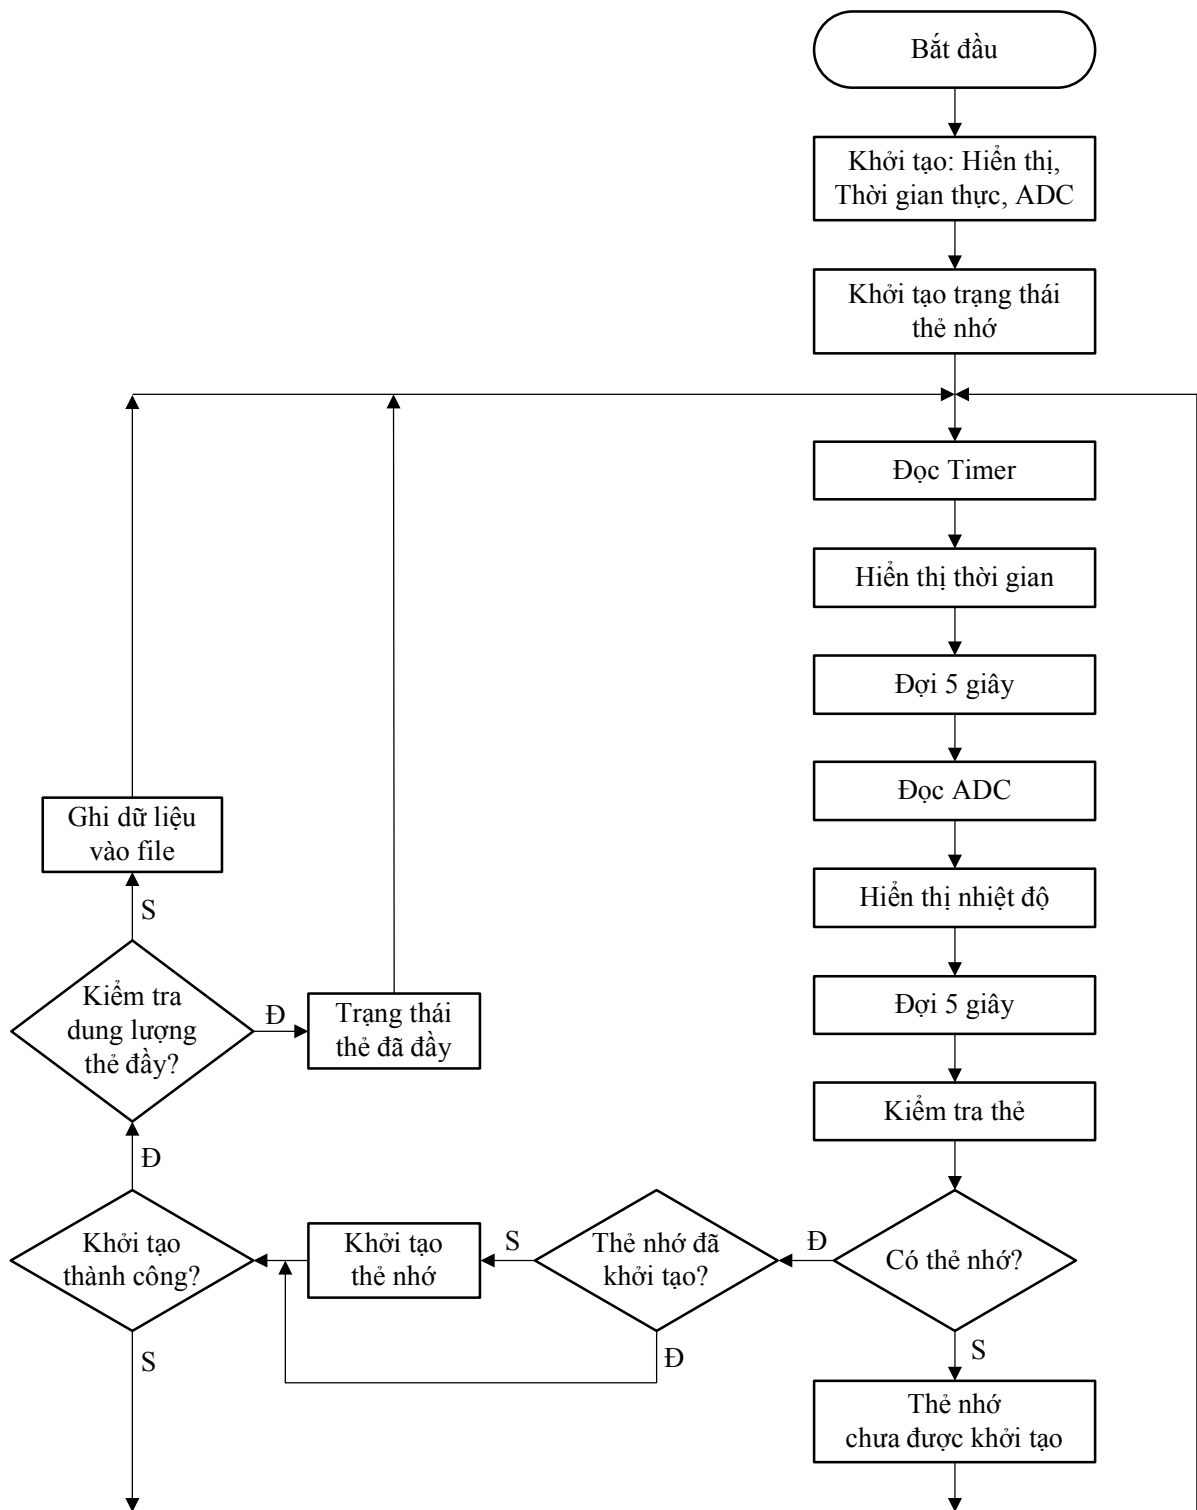 Bắt đầu
Khởi tạo: Hiển thị,
Thời gian thực, ADC
Khởi tạo trạng thái
thẻ nhớ
Đọc Timer
Hiển thị thời gian
Đợi 5 giây
Đọc ADC
Hiển thị nhiệt độ
Đợi 5 giây
Kiểm tra thẻ
Có thẻ nhớ?
Đ
S
Thẻ nhớ
chưa được khởi tạo
Thẻ nhớ đã
khởi tạo?
S
Đ
Khởi tạo
thẻ nhớ
Khởi tạo
thành công?
Đ
S
Kiểm tra
dung lượng
thẻ đầy?
Đ
S
Trạng thái
thẻ đã đầy
Ghi dữ liệu
vào file